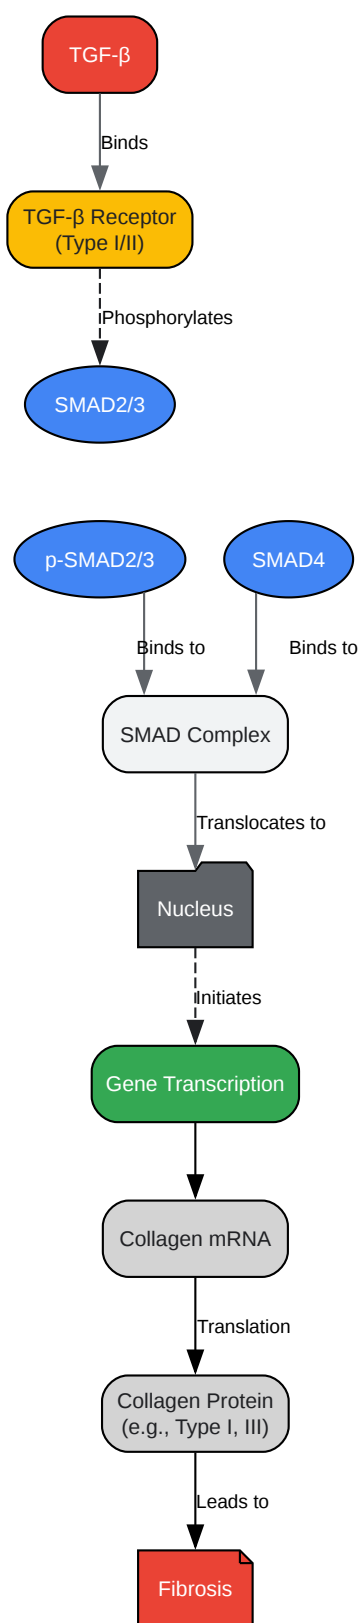 TGF-β
Binds
TGF-β Receptor
(Type I/II)
Phosphorylates
SMAD2/3
p-SMAD2/3
SMAD4
Binds to
Binds to
SMAD Complex
Translocates to
Nucleus
Initiates
Gene Transcription
Collagen mRNA
Translation
Collagen Protein
(e.g., Type I, III)
Leads to
Fibrosis